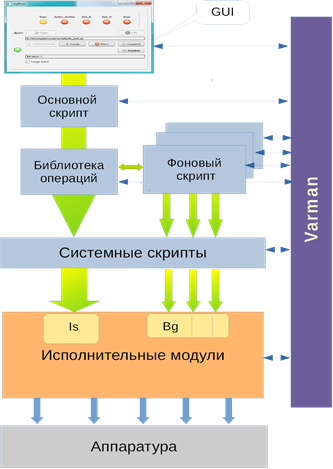 GUI
Основной
скрипт
Библиотека
операций
Фоновый
скрипт
Varman
Системные скрипты
Is
Bg
Исполнительные модули
Аппаратура